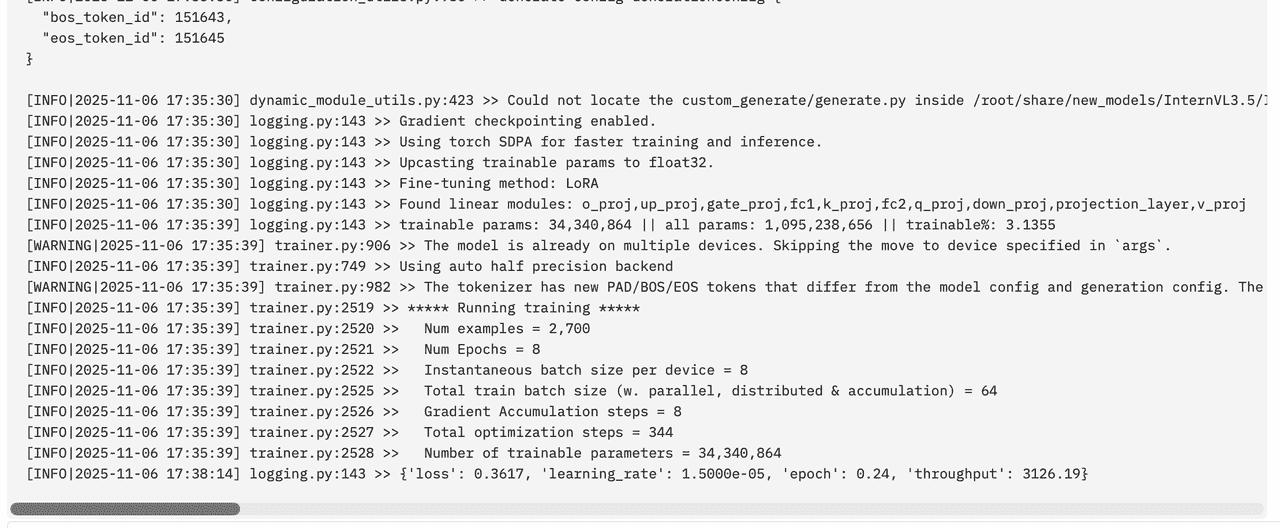 "bos_token_id": 151643,
"eos_token_id": 151645
}
[INFO|2025-11-06 17:35:30] dynamic_module_utils.py:423 >> Could not locate the custom_generate/generate.py inside /root/share/new_models/InternVL3.5/
[INFO|2025-11-06 17:35:30] logging.py:143 >> Gradient checkpointing enabled.
[INFO|2025-11-06 17:35:30] logging.py:143 >> Using torch SDPA for faster training and inference.
[INFO|2025-11-06 17:35:30] logging.py:143 >> Upcasting trainable params to float32.
[INFO|2025-11-06 17:35:30] logging.py:143 >> Fine-tuning method: LoRA
[INFO|2025-11-06 17:35:30] logging.py:143 >> Found linear modules: o_proj,up_proj,gate_proj,fc1,k_proj,fc2,q_proj,down_proj,projection_layer,v_proj
[INFO|2025-11-06 17:35:39] logging.py:143 >> trainable params: 34,340,864 || all params: 1,095,238,656 || trainable%: 3.1355
[WARNING|2025-11-06 17:35:39] trainer.py:906 >> The model is already on multiple devices. Skipping the move to device specified in `args`.
[INFO|2025-11-06 17:35:39] trainer.py:749 >> Using auto half precision backend
[WARNING|2025-11-06 17:35:39] trainer.py:982 >> The tokenizer has new PAD/BOS/EOS tokens that differ from the model config and generation config. The
[INFO|2025-11-06 17:35:39] trainer.py:2519 >> ***** Running training *****
[INFO|2025-11-06 17:35:39] trainer.py:2520 >>   Num examples = 2,700
[INFO|2025-11-06 17:35:39] trainer.py:2521 >>   Num Epochs = 8
[INFO|2025-11-06 17:35:39] trainer.py:2522 >>   Instantaneous batch size per device = 8
[INFO|2025-11-06 17:35:39] trainer.py:2525 >>   Total train batch size (w. parallel, distributed & accumulation) = 64
[INFO|2025-11-06 17:35:39] trainer.py:2526 >>   Gradient Accumulation steps = 8
[INFO|2025-11-06 17:35:39] trainer.py:2527 >>   Total optimization steps = 344
[INFO|2025-11-06 17:35:39] trainer.py:2528 >>   Number of trainable parameters = 34,340,864
[INFO|2025-11-06 17:38:14] logging.py:143 >> {'loss': 0.3617, 'learning_rate': 1.5000e-05, 'epoch': 0.24, 'throughput': 3126.19}